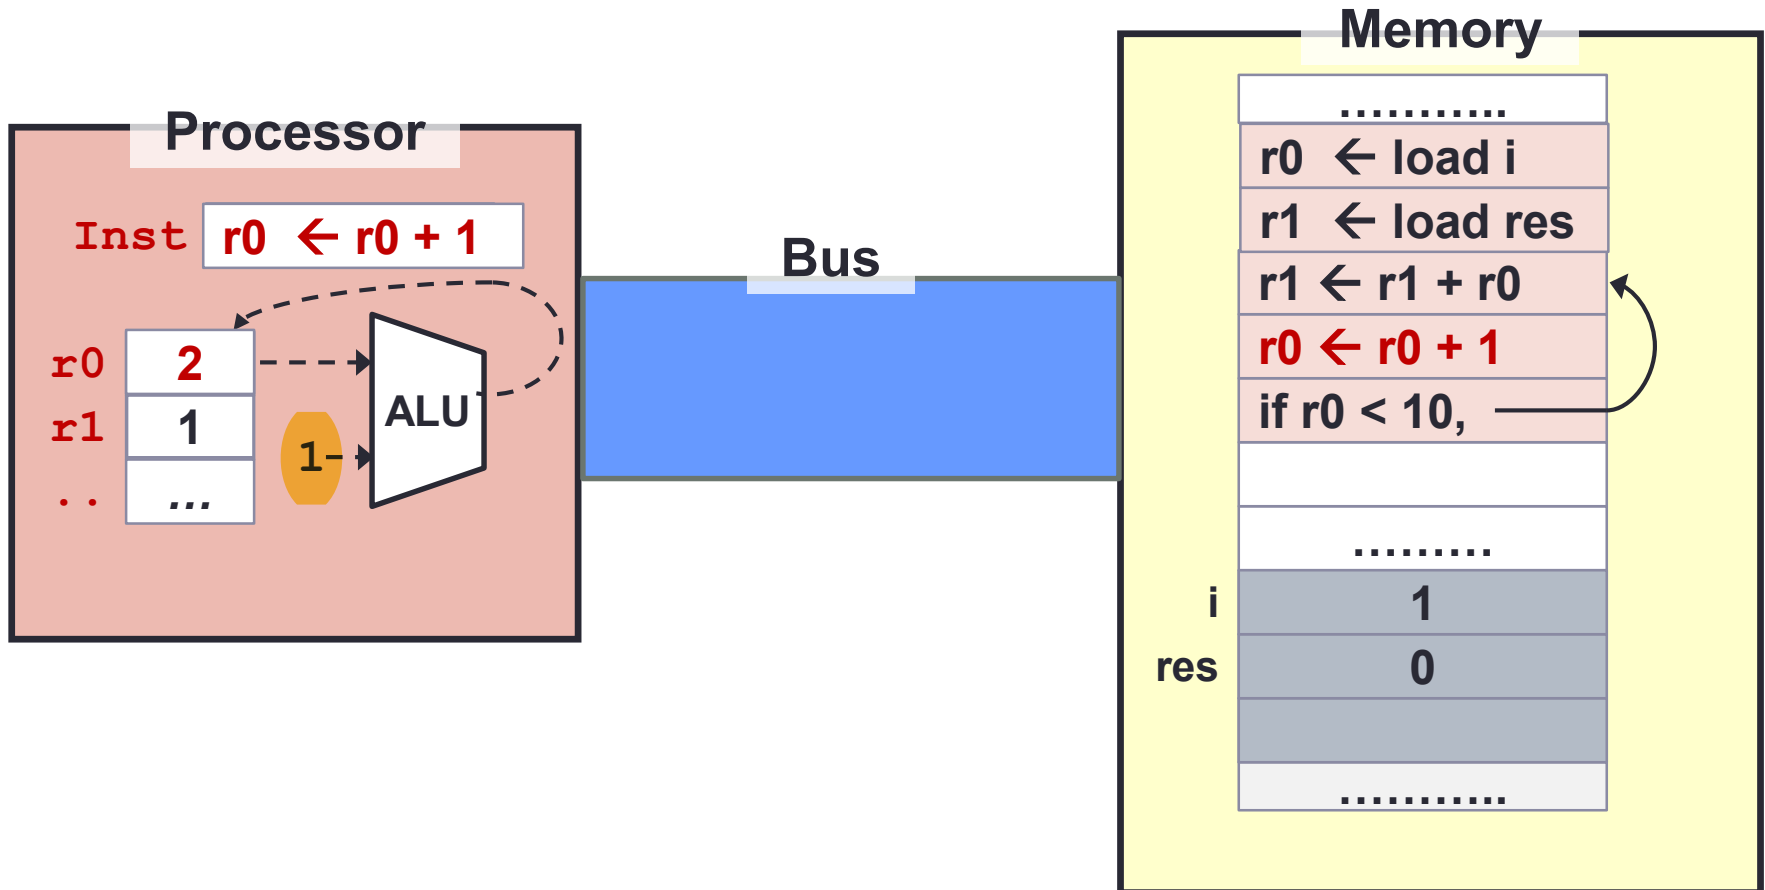 Processor
Inst r0 ← r0 + 1
r0 2
r1 1
.. ...
1
ALU
Bus
Memory
...........
r0 ← load i
r1 ← load res
r1 ← r1 + r0
r0 ← r0 + 1
if r0 < 10,
.........
i 1
res 0
...........